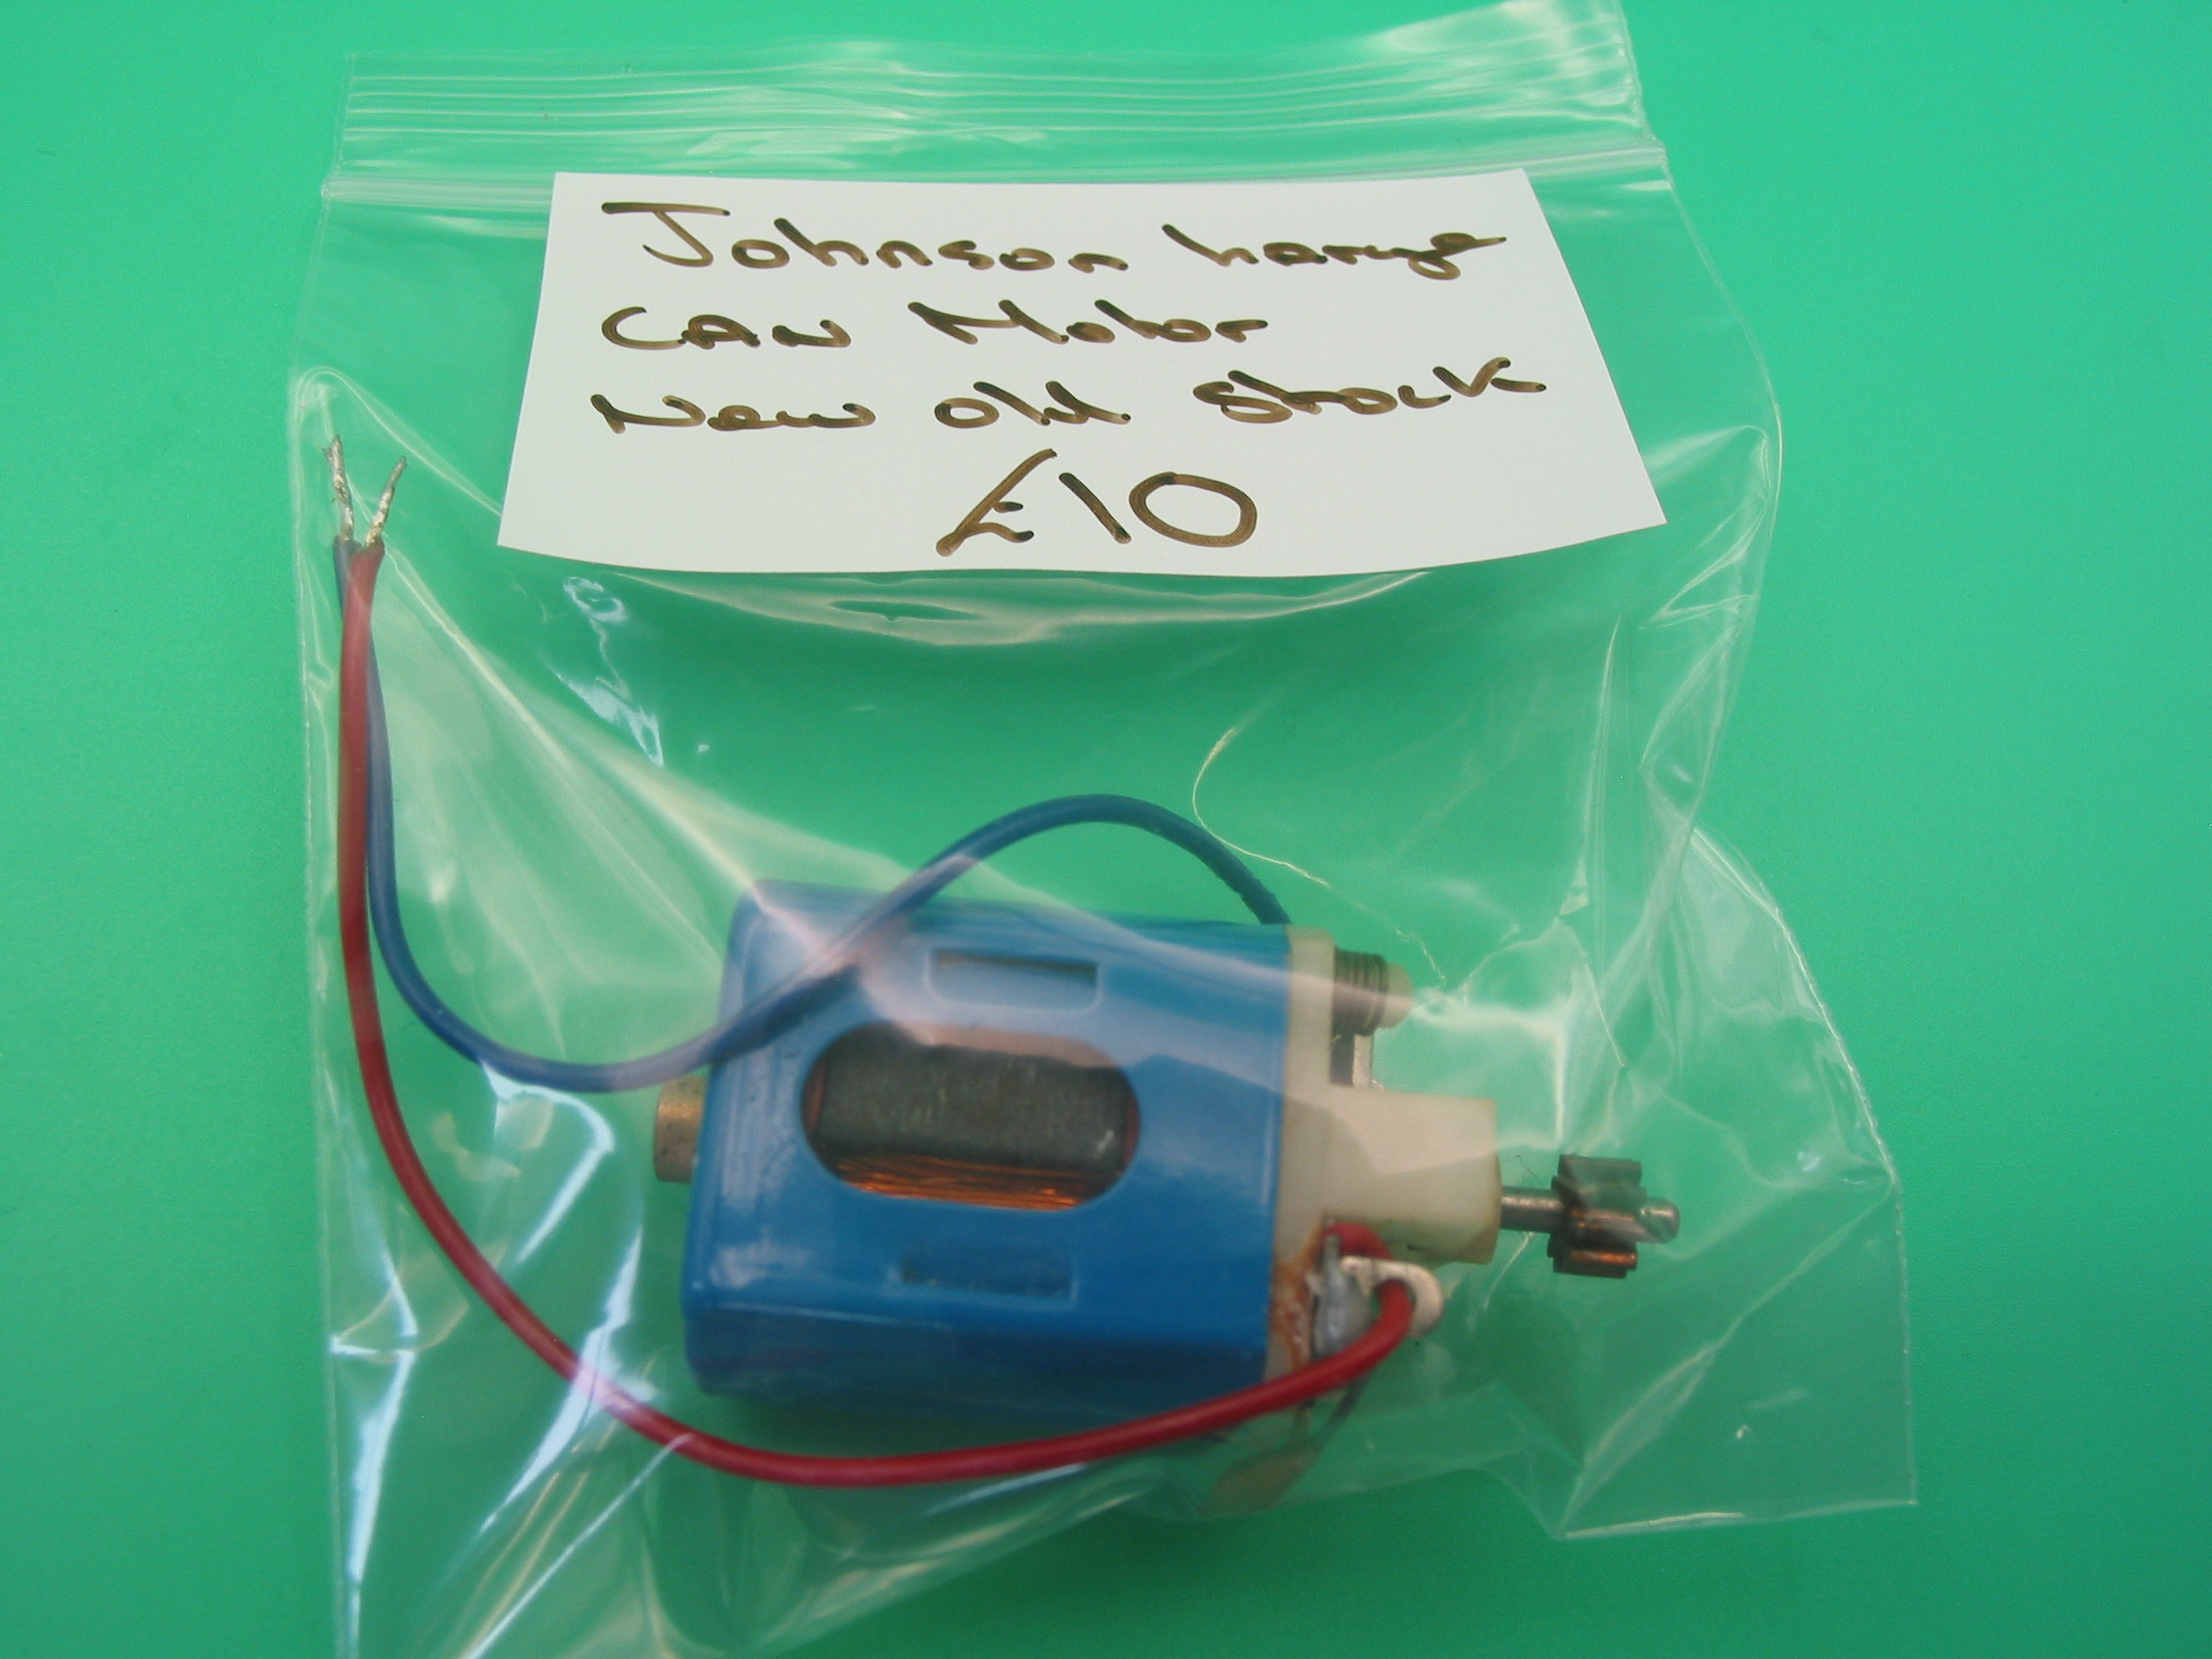 Johnson large
CAN Motor
New old stock
£10